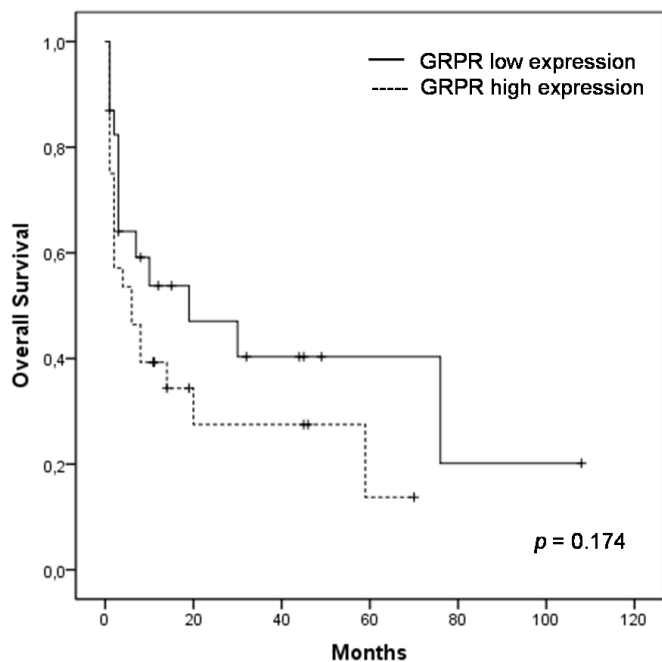 1,0
0,8
0,6
0,4
0,2
0,0
Overall Survival
GRPR low expression
GRPR high expression
p = 0.174
0 20 40 60 80 100 120
Months